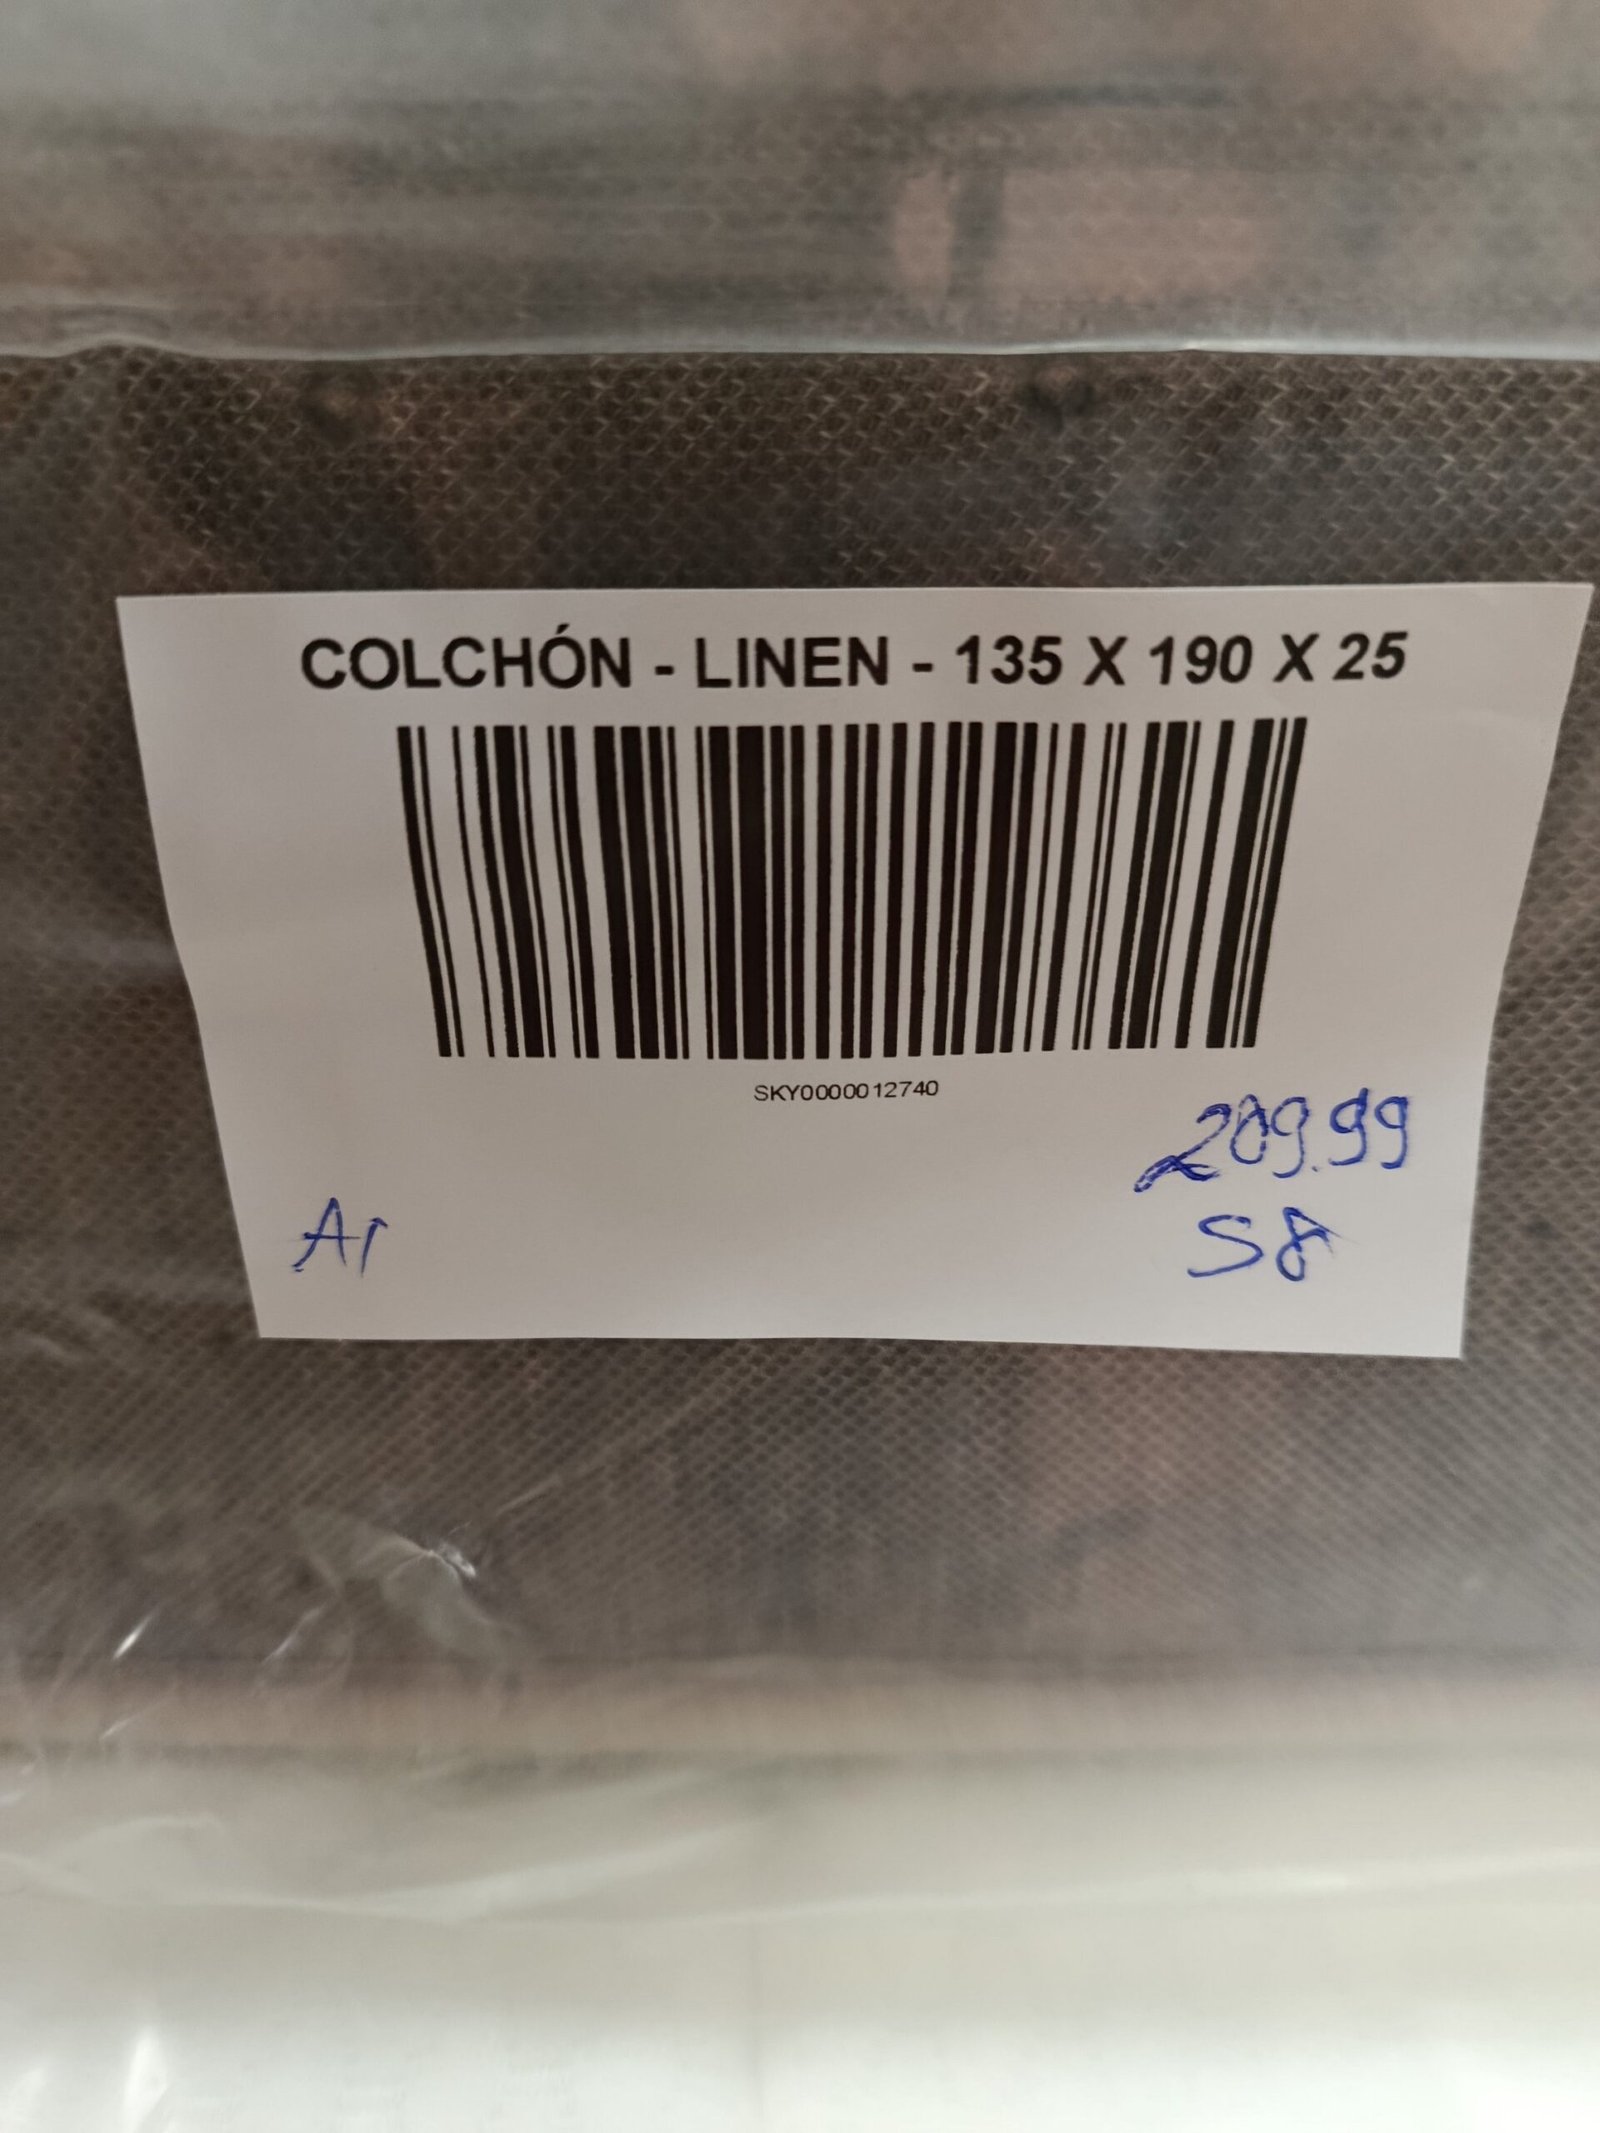 COLCHÓN - LINEN - 135 X 190 X 25
SKY0000012740
209.99
A1
S8